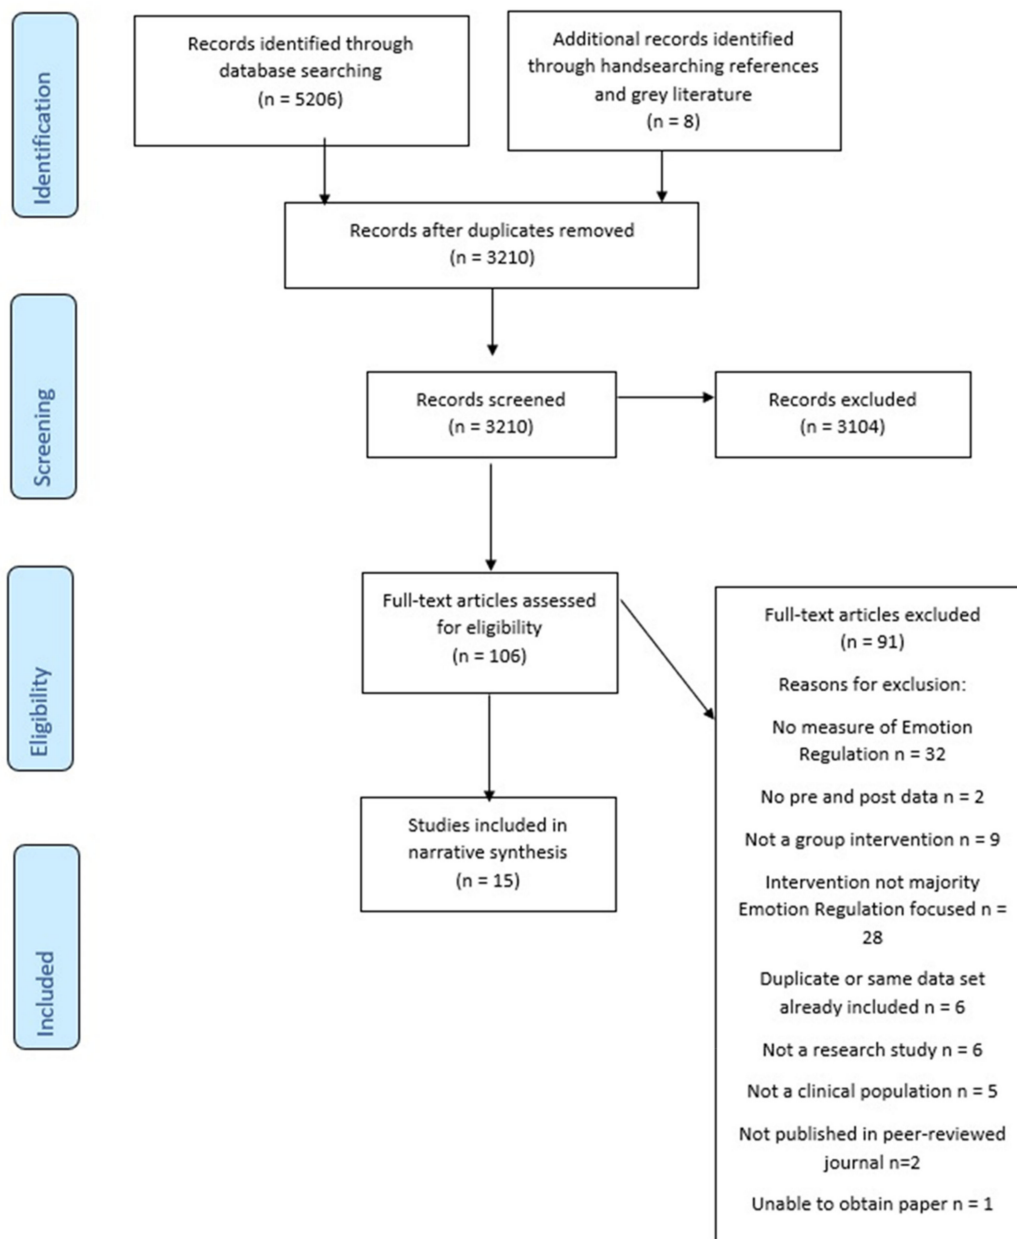 Identification
Records identified through
database searching
(n = 5206)
Additional records identified
through handsearching references
and grey literature
(n = 8)
Records after duplicates removed
(n = 3210)
Screening
Records screened
(n = 3210)
Records excluded
(n = 3104)
Eligibility
Full-text articles assessed
for eligibility
(n = 106)
Full-text articles excluded
(n = 91)
Reasons for exclusion:
No measure of Emotion
Regulation n = 32
No pre and post data n = 2
Not a group intervention n = 9
Intervention not majority
Emotion Regulation focused n =
28
Duplicate or same data set
already included n = 6
Not a research study n = 6
Not a clinical population n = 5
Not published in peer-reviewed
journal n=2
Unable to obtain paper n = 1
Included
Studies included in
narrative synthesis
(n = 15)